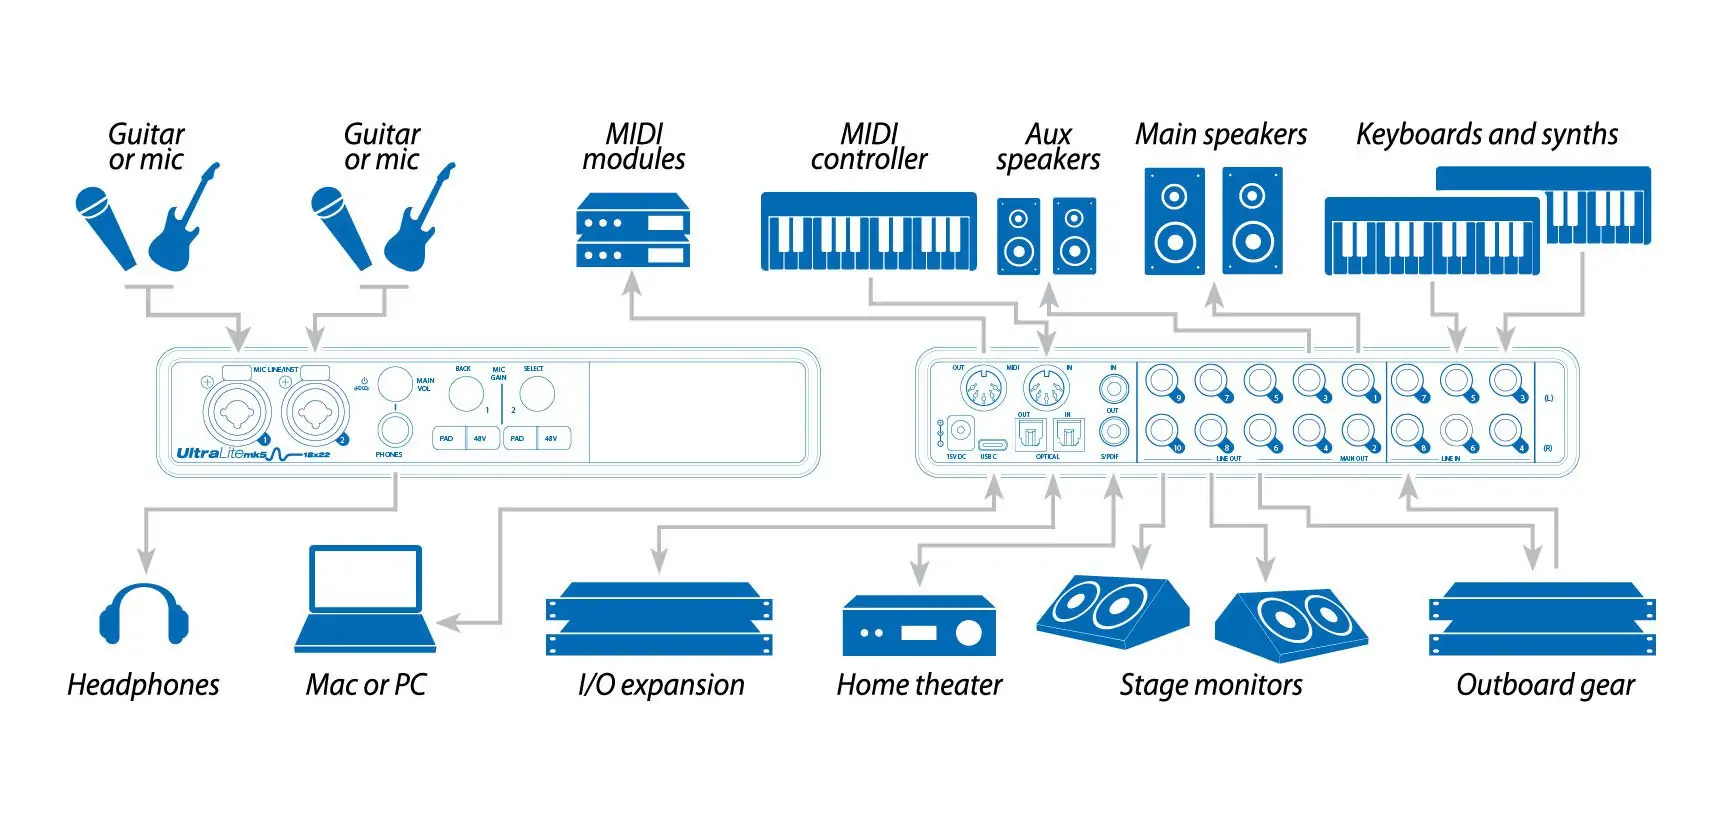 Guitar
or mic
Guitar
or mic
MIDI
modules
MIDI
controller
Aux
speakers
Main speakers
Keyboards and synths
MIC LINE/INST
(HOLD)
MAIN
VOL
BACK
MIC
GAIN
SELECT
1
2
PAD
48V
PAD
48V
1
2
UltraLite mk5 18x22
PHONES
OUT
MIDI
IN
IN
9
7
5
3
1
7
5
3
(L)
OUT
IN
OUT
15V DC
USB C
OPTICAL
S/PDIF
10
8
6
4
2
8
6
4
(R)
LINE OUT
MAIN OUT
LINE IN
Headphones
Mac or PC
I/O expansion
Home theater
Stage monitors
Outboard gear